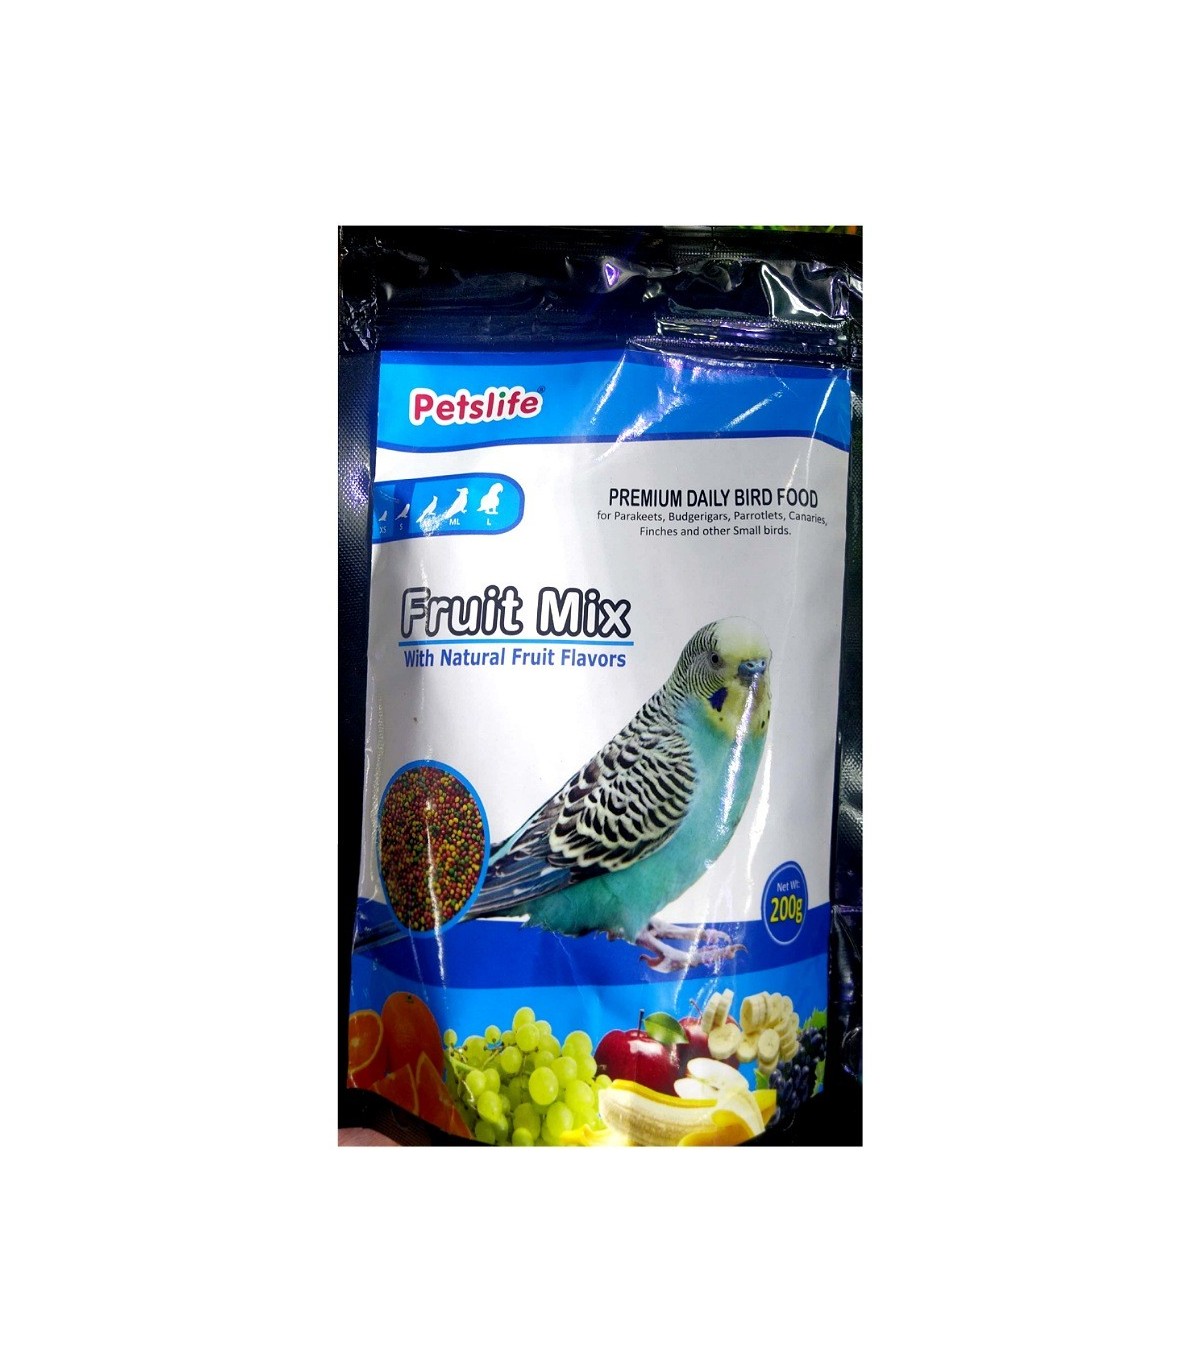 Petslife®
XS S M ML L
PREMIUM DAILY BIRD FOOD
for Parakeets, Budgerigars, Parrotlets, Canaries,
Finches and other Small birds.
Fruit Mix
With Natural Fruit Flavors
Net Wt:
200g